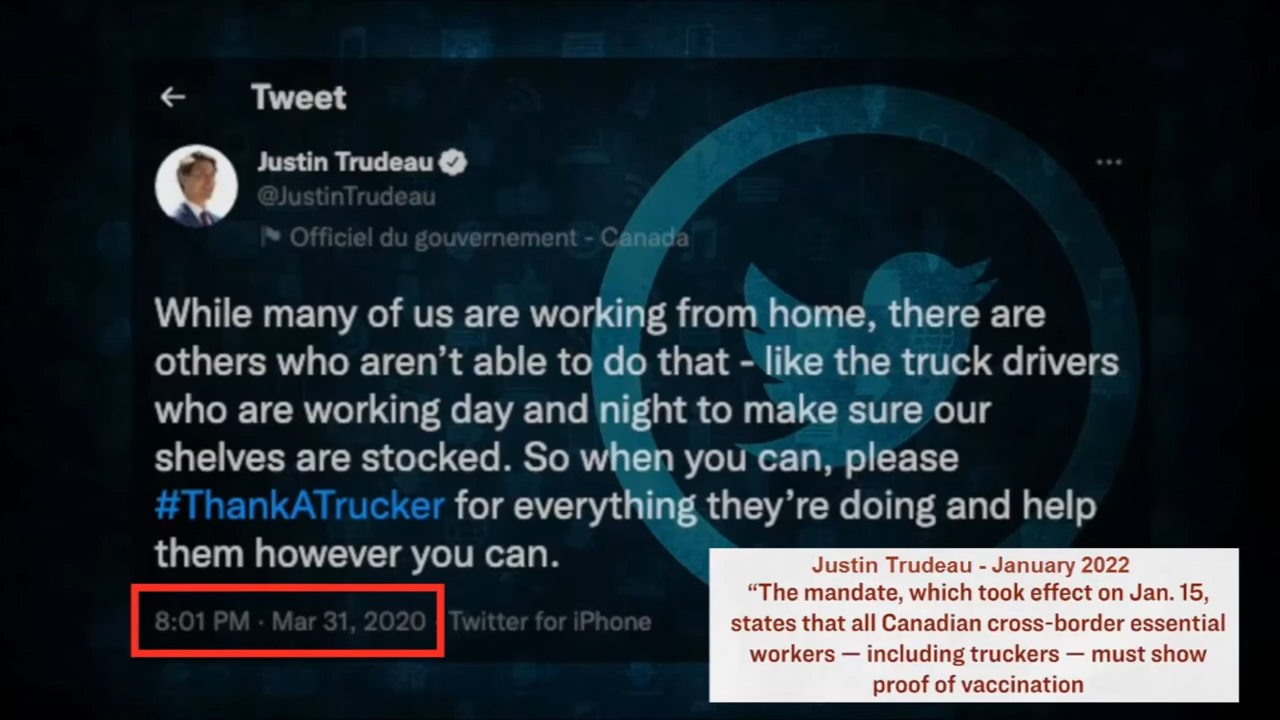 Tweet
Justin Trudeau
@JustinTrudeau
Officiel du gouvernement - Canada
While many of us are working from home, there are
others who aren’t able to do that - like the truck drivers
who are working day and night to make sure our
shelves are stocked. So when you can, please
#ThankATrucker for everything they’re doing and help
them however you can.
8:01 PM · Mar 31, 2020 Twitter for iPhone
Justin Trudeau - January 2022
“The mandate, which took effect on Jan. 15,
states that all Canadian cross-border essential
workers — including truckers — must show
proof of vaccination